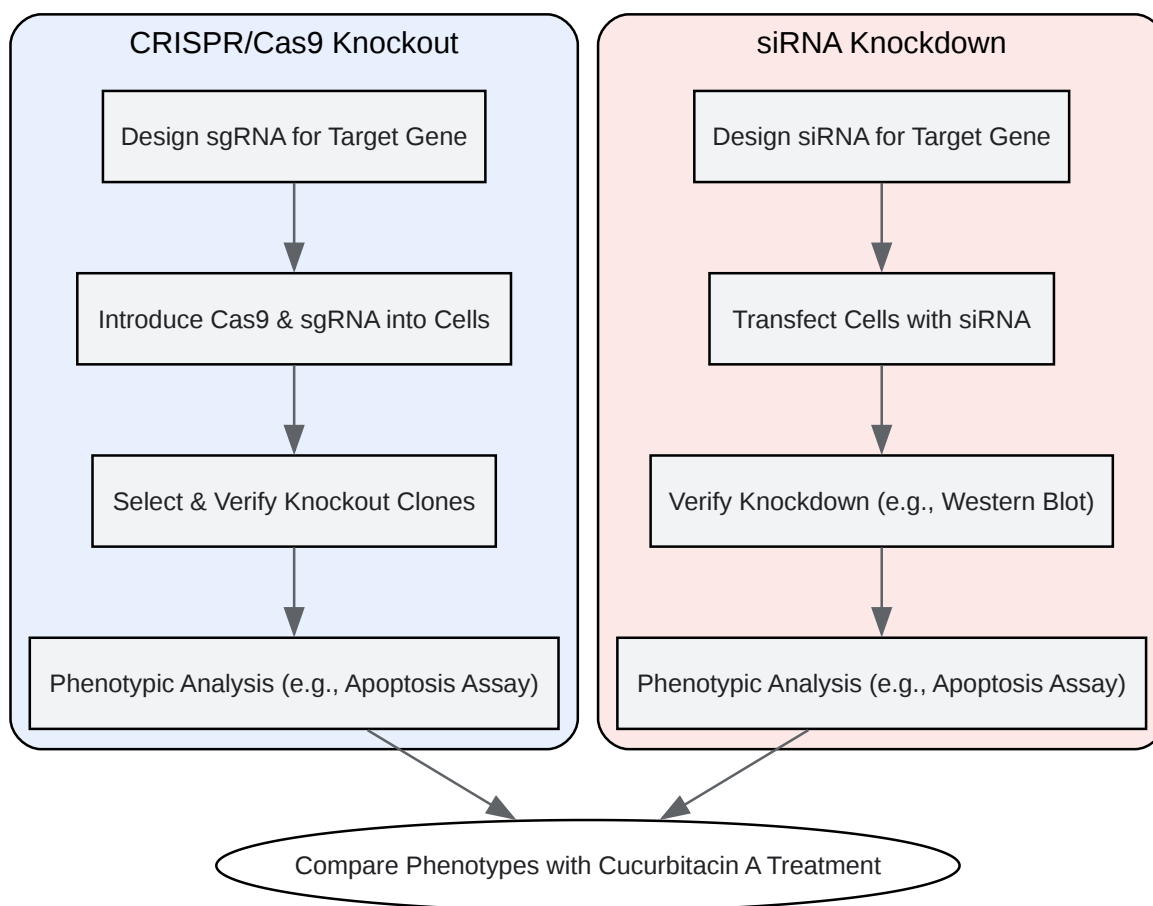 CRISPR/Cas9 Knockout
Design sgRNA for Target Gene
Introduce Cas9 & sgRNA into Cells
Select & Verify Knockout Clones
Phenotypic Analysis (e.g., Apoptosis Assay)
siRNA Knockdown
Design siRNA for Target Gene
Transfect Cells with siRNA
Verify Knockdown (e.g., Western Blot)
Phenotypic Analysis (e.g., Apoptosis Assay)
Compare Phenotypes with Cucurbitacin A Treatment